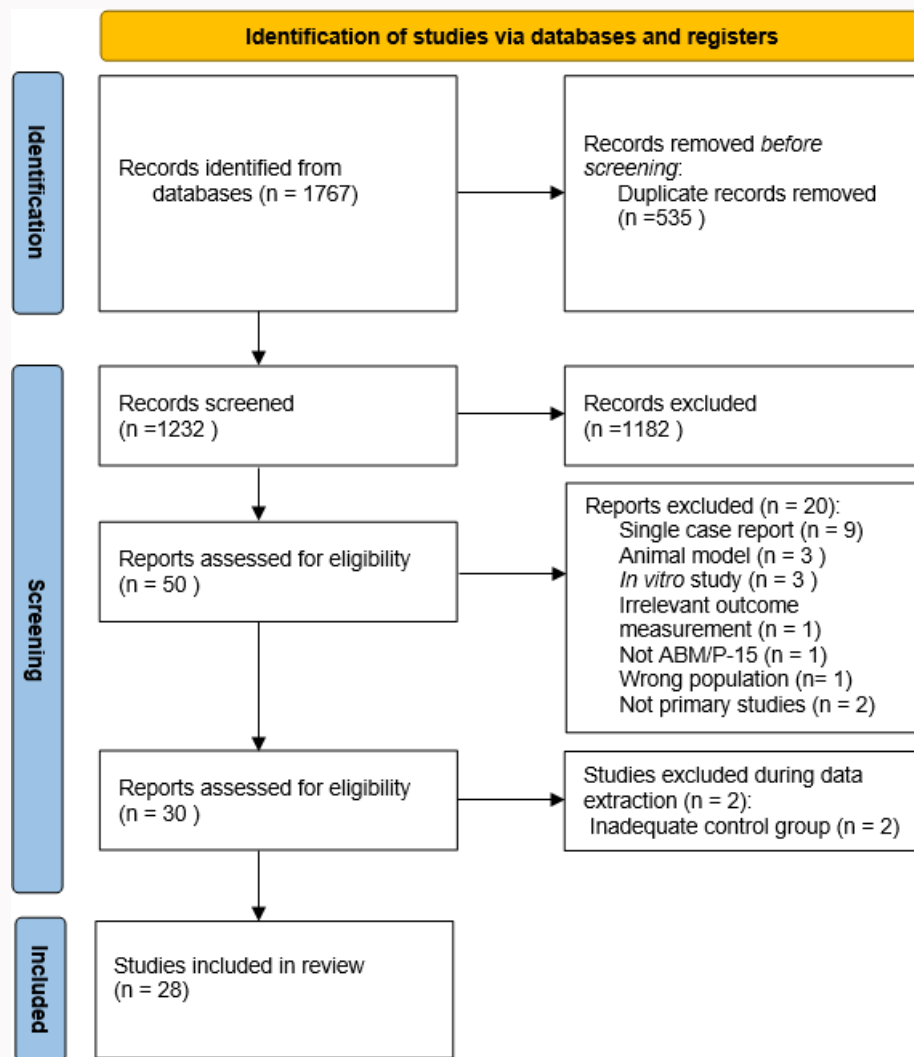 Identification of studies via databases and registers
Identification
Records identified from
databases (n = 1767)
Records removed before
screening:
Duplicate records removed
(n =535 )
Screening
Records screened
(n =1232 )
Records excluded
(n =1182 )
Reports assessed for eligibility
(n = 50 )
Reports excluded (n = 20):
Single case report (n = 9)
Animal model (n = 3 )
In vitro study (n = 3 )
Irrelevant outcome
measurement (n = 1)
Not ABM/P-15 (n = 1)
Wrong population (n= 1)
Not primary studies (n = 2)
Reports assessed for eligibility
(n = 30 )
Studies excluded during data
extraction (n = 2):
Inadequate control group (n = 2)
Included
Studies included in review
(n = 28)